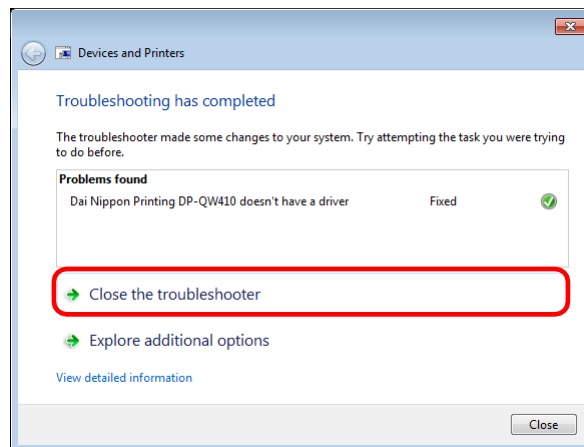 Devices and Printers
Troubleshooting has completed
The troubleshooter made some changes to your system. Try attempting the task you were trying
to do before.
Problems found
Dai Nippon Printing DP-QW410 doesn't have a driver Fixed
Close the troubleshooter
Explore additional options
View detailed information
Close